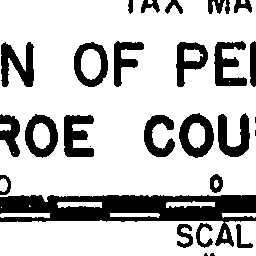 TAX MA
N OF PE
ROE COU
0 0
SCAL